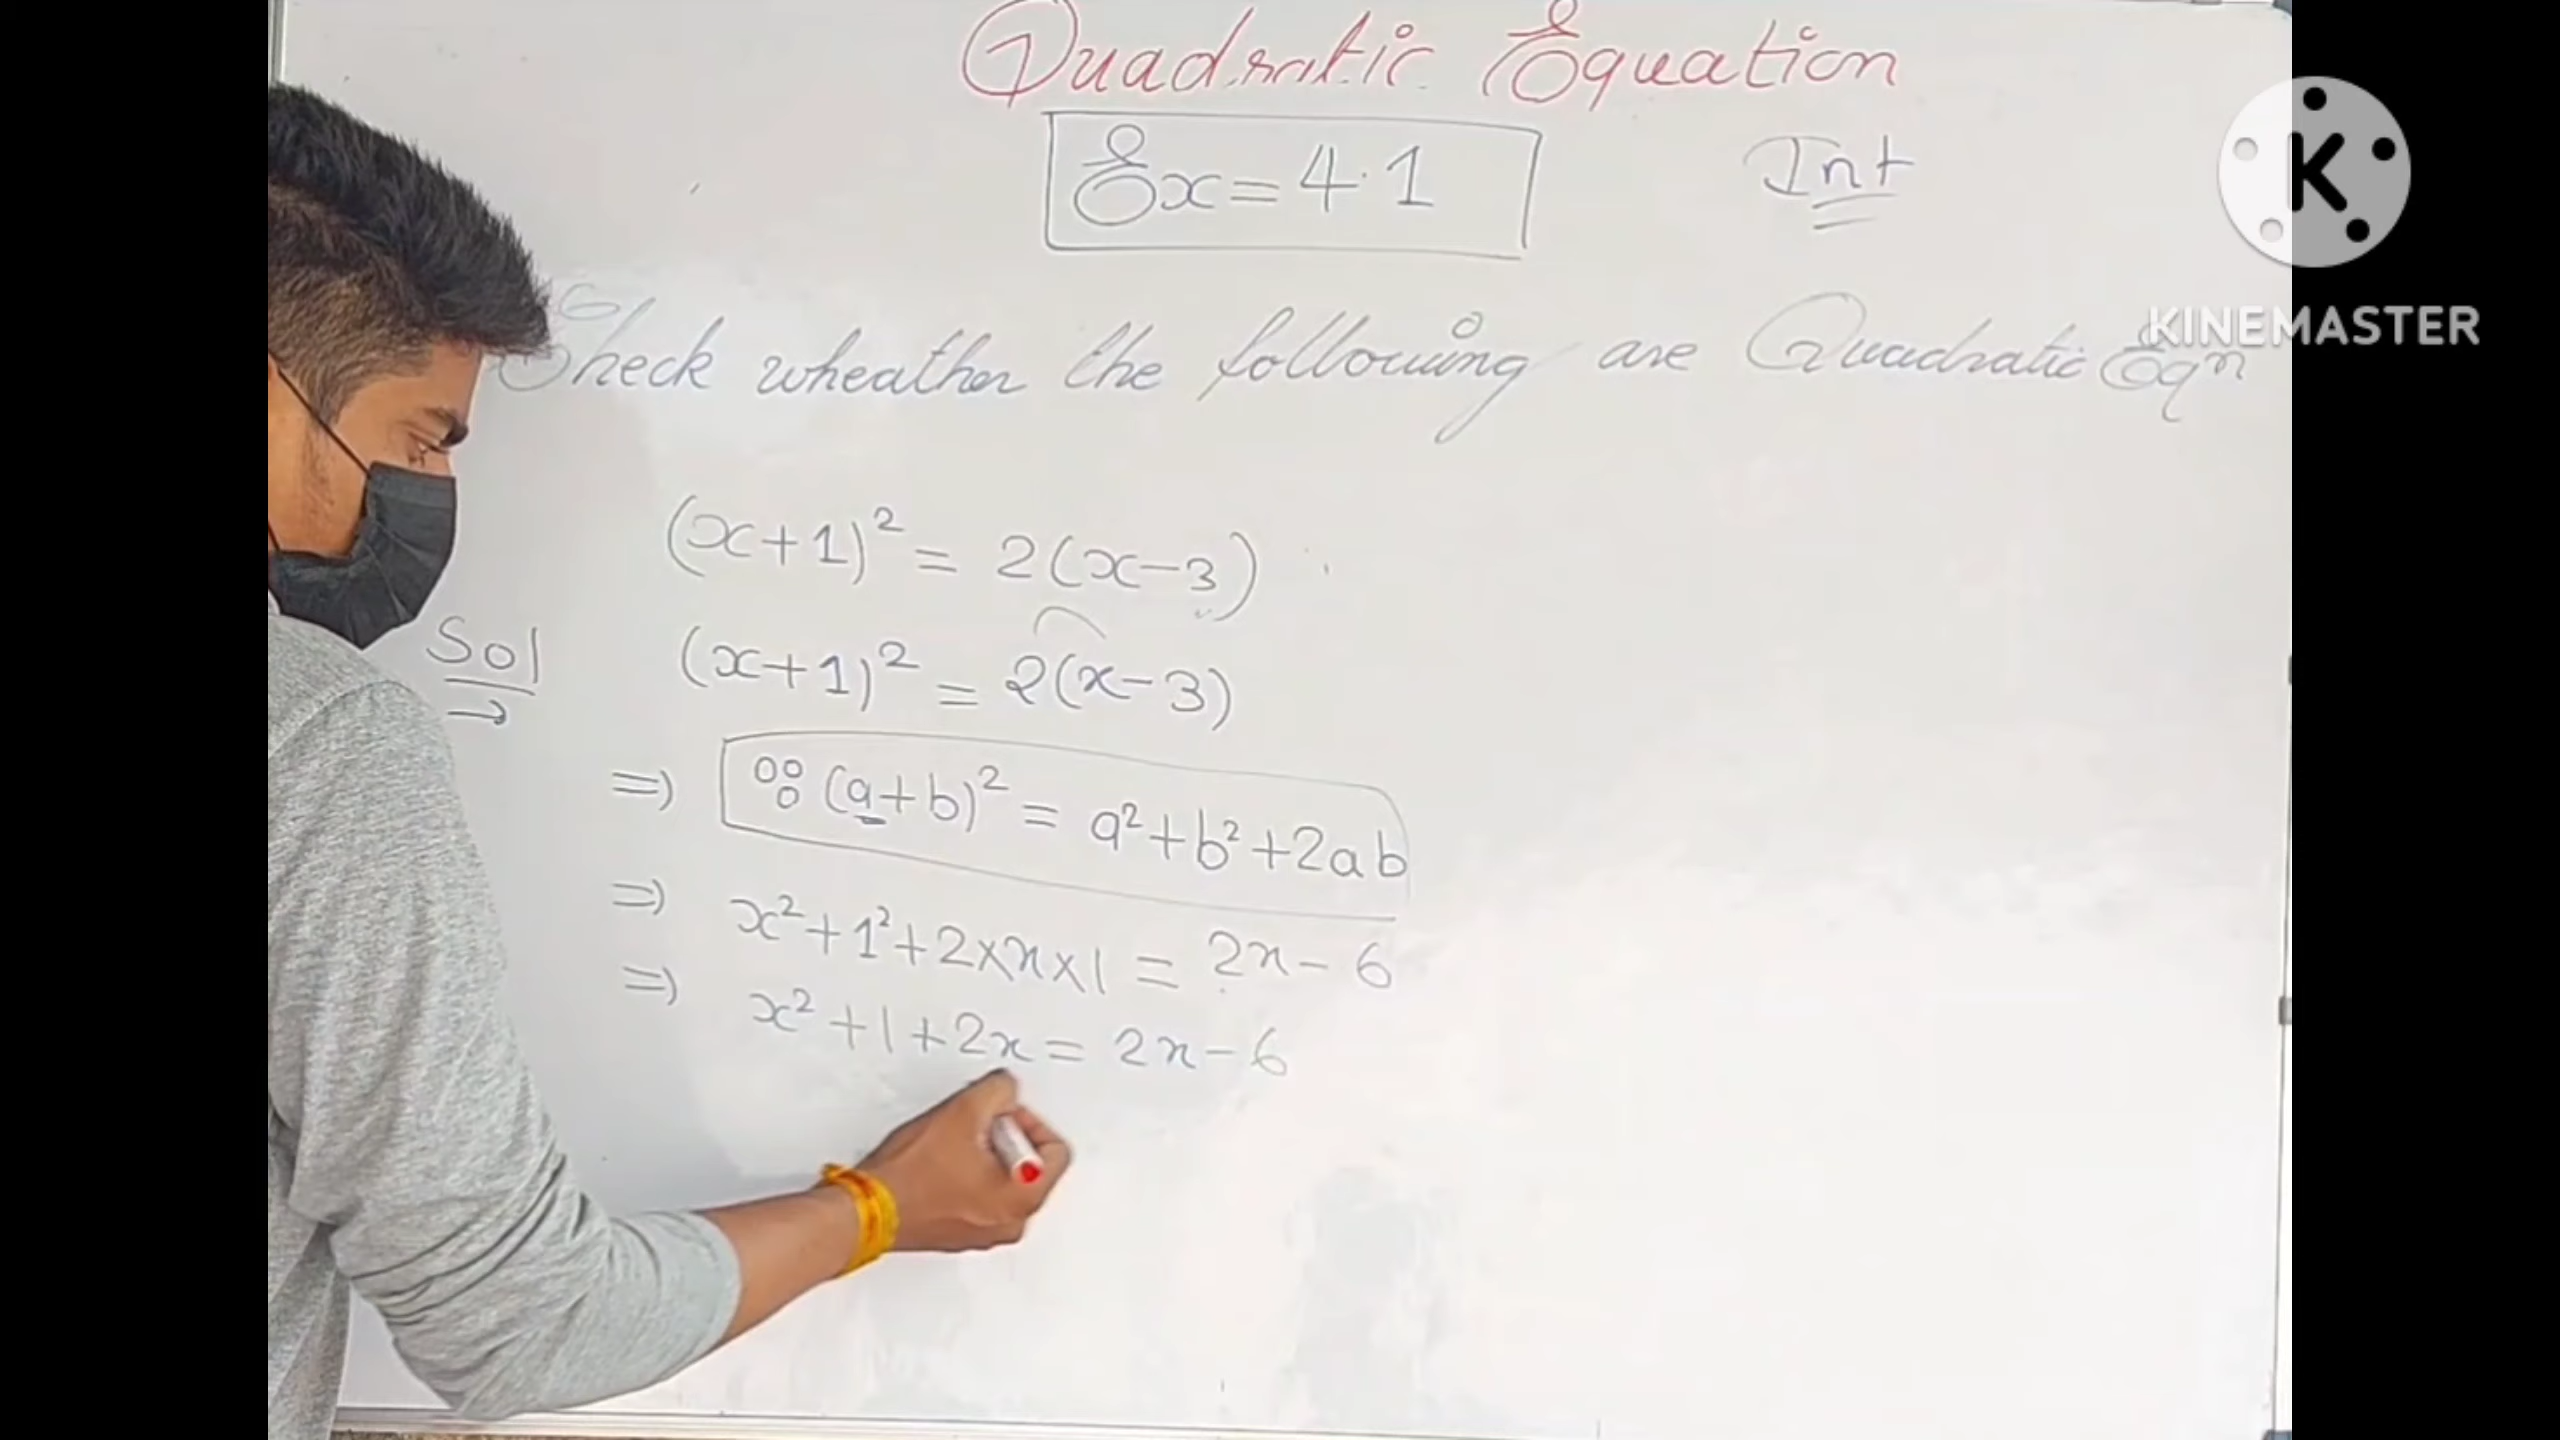 Quadratic Equation
Ex = 4.1
Int
K
KINEMASTER
Check wheather the following are Quadratic Eqⁿ
(x+1)² = 2(x-3)
Sol
(x+1)² = 2(x-3)
⇒ ∵ (a+b)² = a²+b²+2ab
⇒ x²+1²+2×x×1 = 2x-6
⇒ x²+1+2x = 2x-6